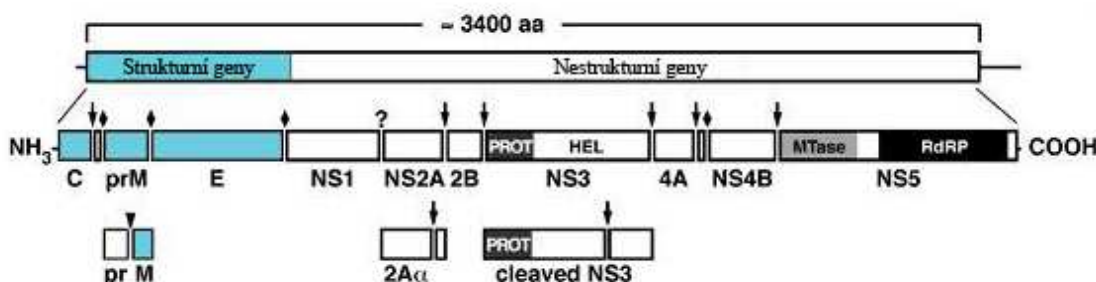 ≈ 3400 aa
Strukturní geny Nestrukturní geny
?
NH3 PROT HEL MTase RdRP COOH
C prM E NS1 NS2A 2B NS3 4A NS4B NS5
PROT
pr M 2Aα cleaved NS3